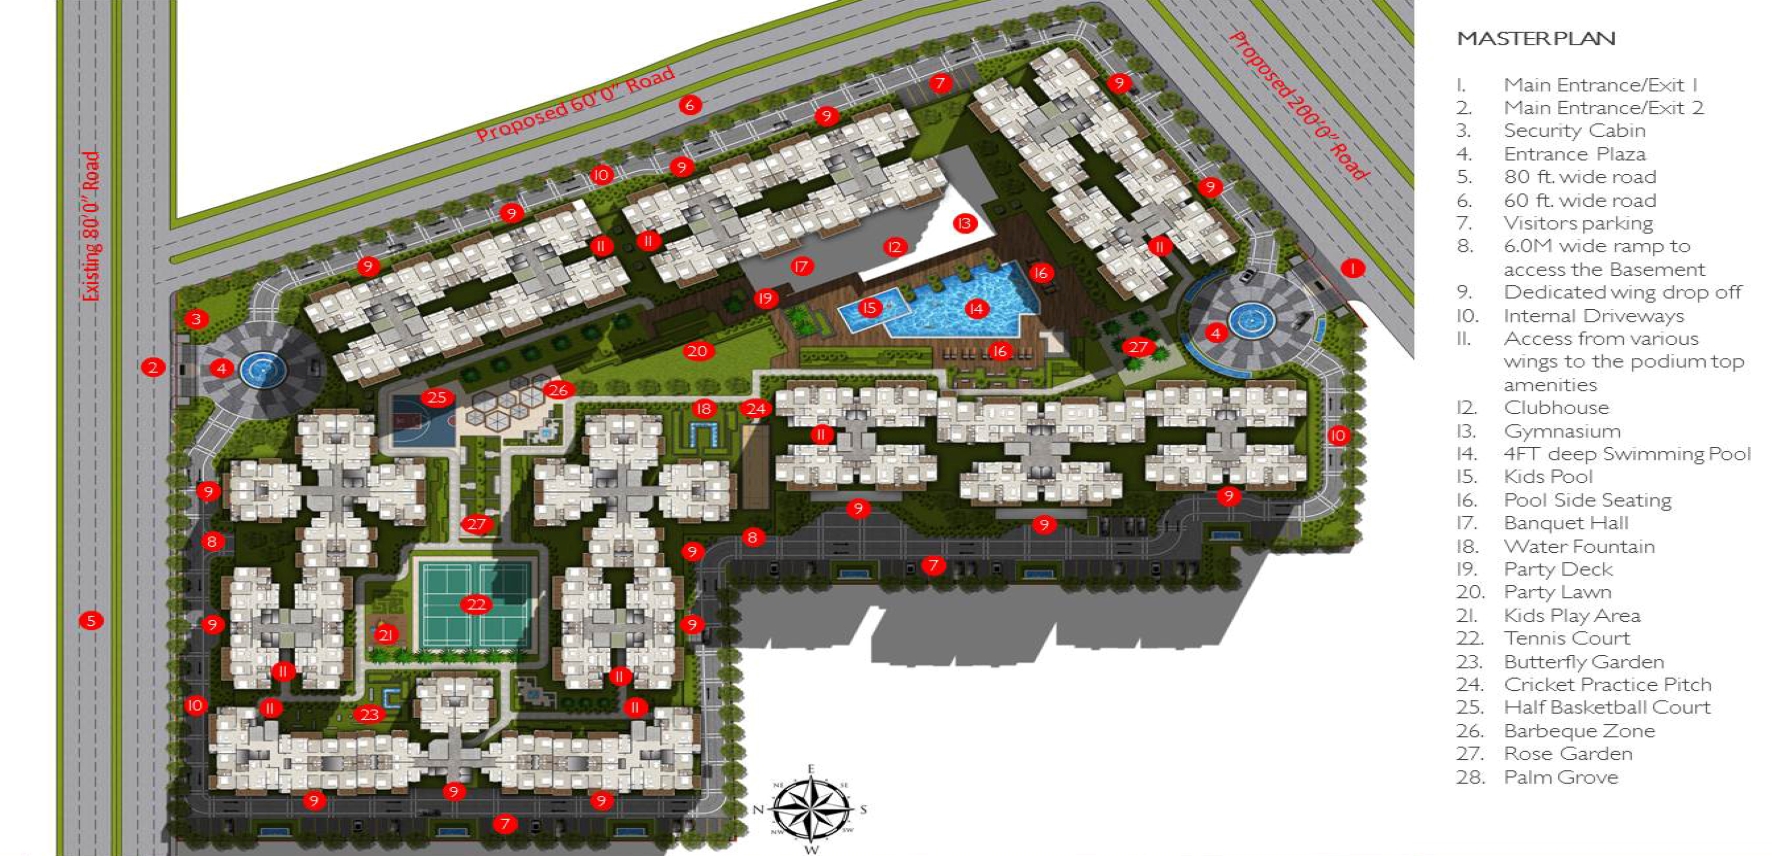 Proposed 60'0" Road
Proposed 200'0" Road
Existing 80'0" Road
MASTERPLAN
1. Main Entrance/Exit 1
2. Main Entrance/Exit 2
3. Security Cabin
4. Entrance Plaza
5. 80 ft. wide road
6. 60 ft. wide road
7. Visitors parking
8. 6.0M wide ramp to
access the Basement
9. Dedicated wing drop off
10. Internal Driveways
11. Access from various
wings to the podium top
amenities
12. Clubhouse
13. Gymnasium
14. 4FT deep Swimming Pool
15. Kids Pool
16. Pool Side Seating
17. Banquet Hall
18. Water Fountain
19. Party Deck
20. Party Lawn
21. Kids Play Area
22. Tennis Court
23. Butterfly Garden
24. Cricket Practice Pitch
25. Half Basketball Court
26. Barbeque Zone
27. Rose Garden
28. Palm Grove
7
9
6
9
9
9
10
9
9
11
11
11
13
12
17
16
1
19
15
14
3
4
2
4
20
16
27
26
25
18
24
11
10
9
9
9
9
27
8
8
9
7
22
5
9
21
9
11
11
10
11
23
11
9
9
9
7
E
NE
SE
N
S
NW
SW
W